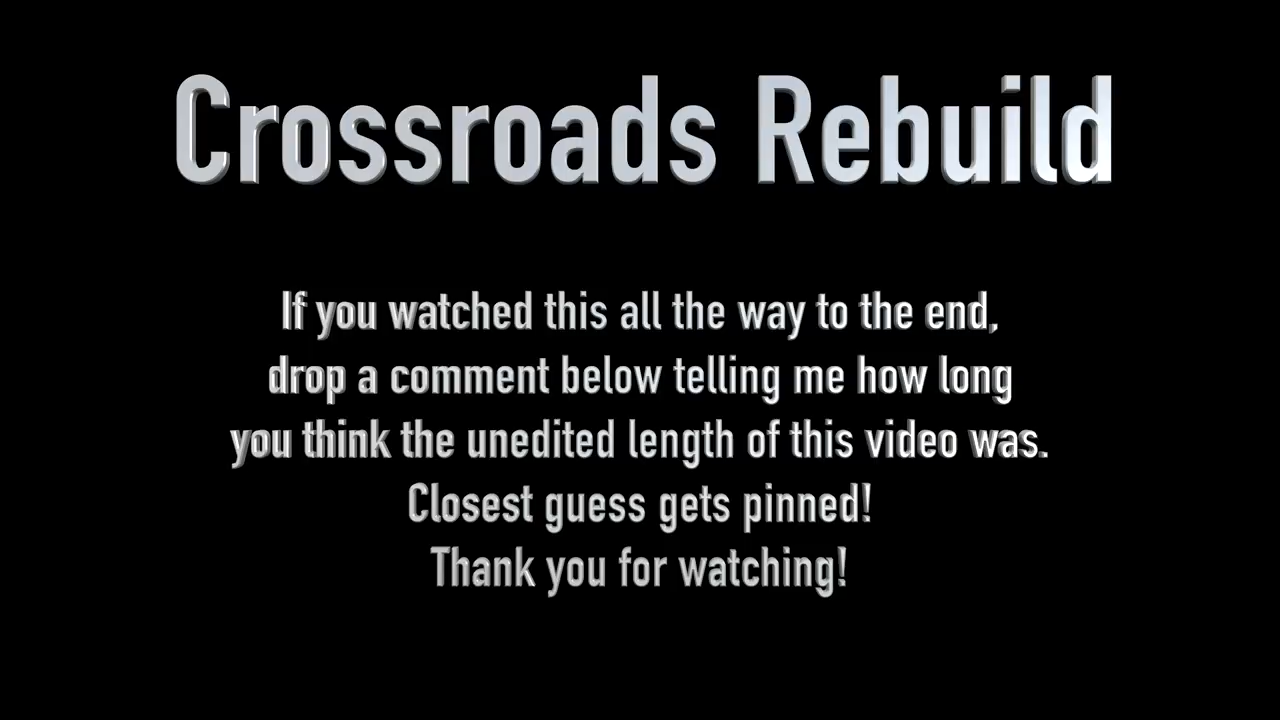 Crossroads Rebuild
If you watched this all the way to the end,
drop a comment below telling me how long
you think the unedited length of this video was.
Closest guess gets pinned!
Thank you for watching!